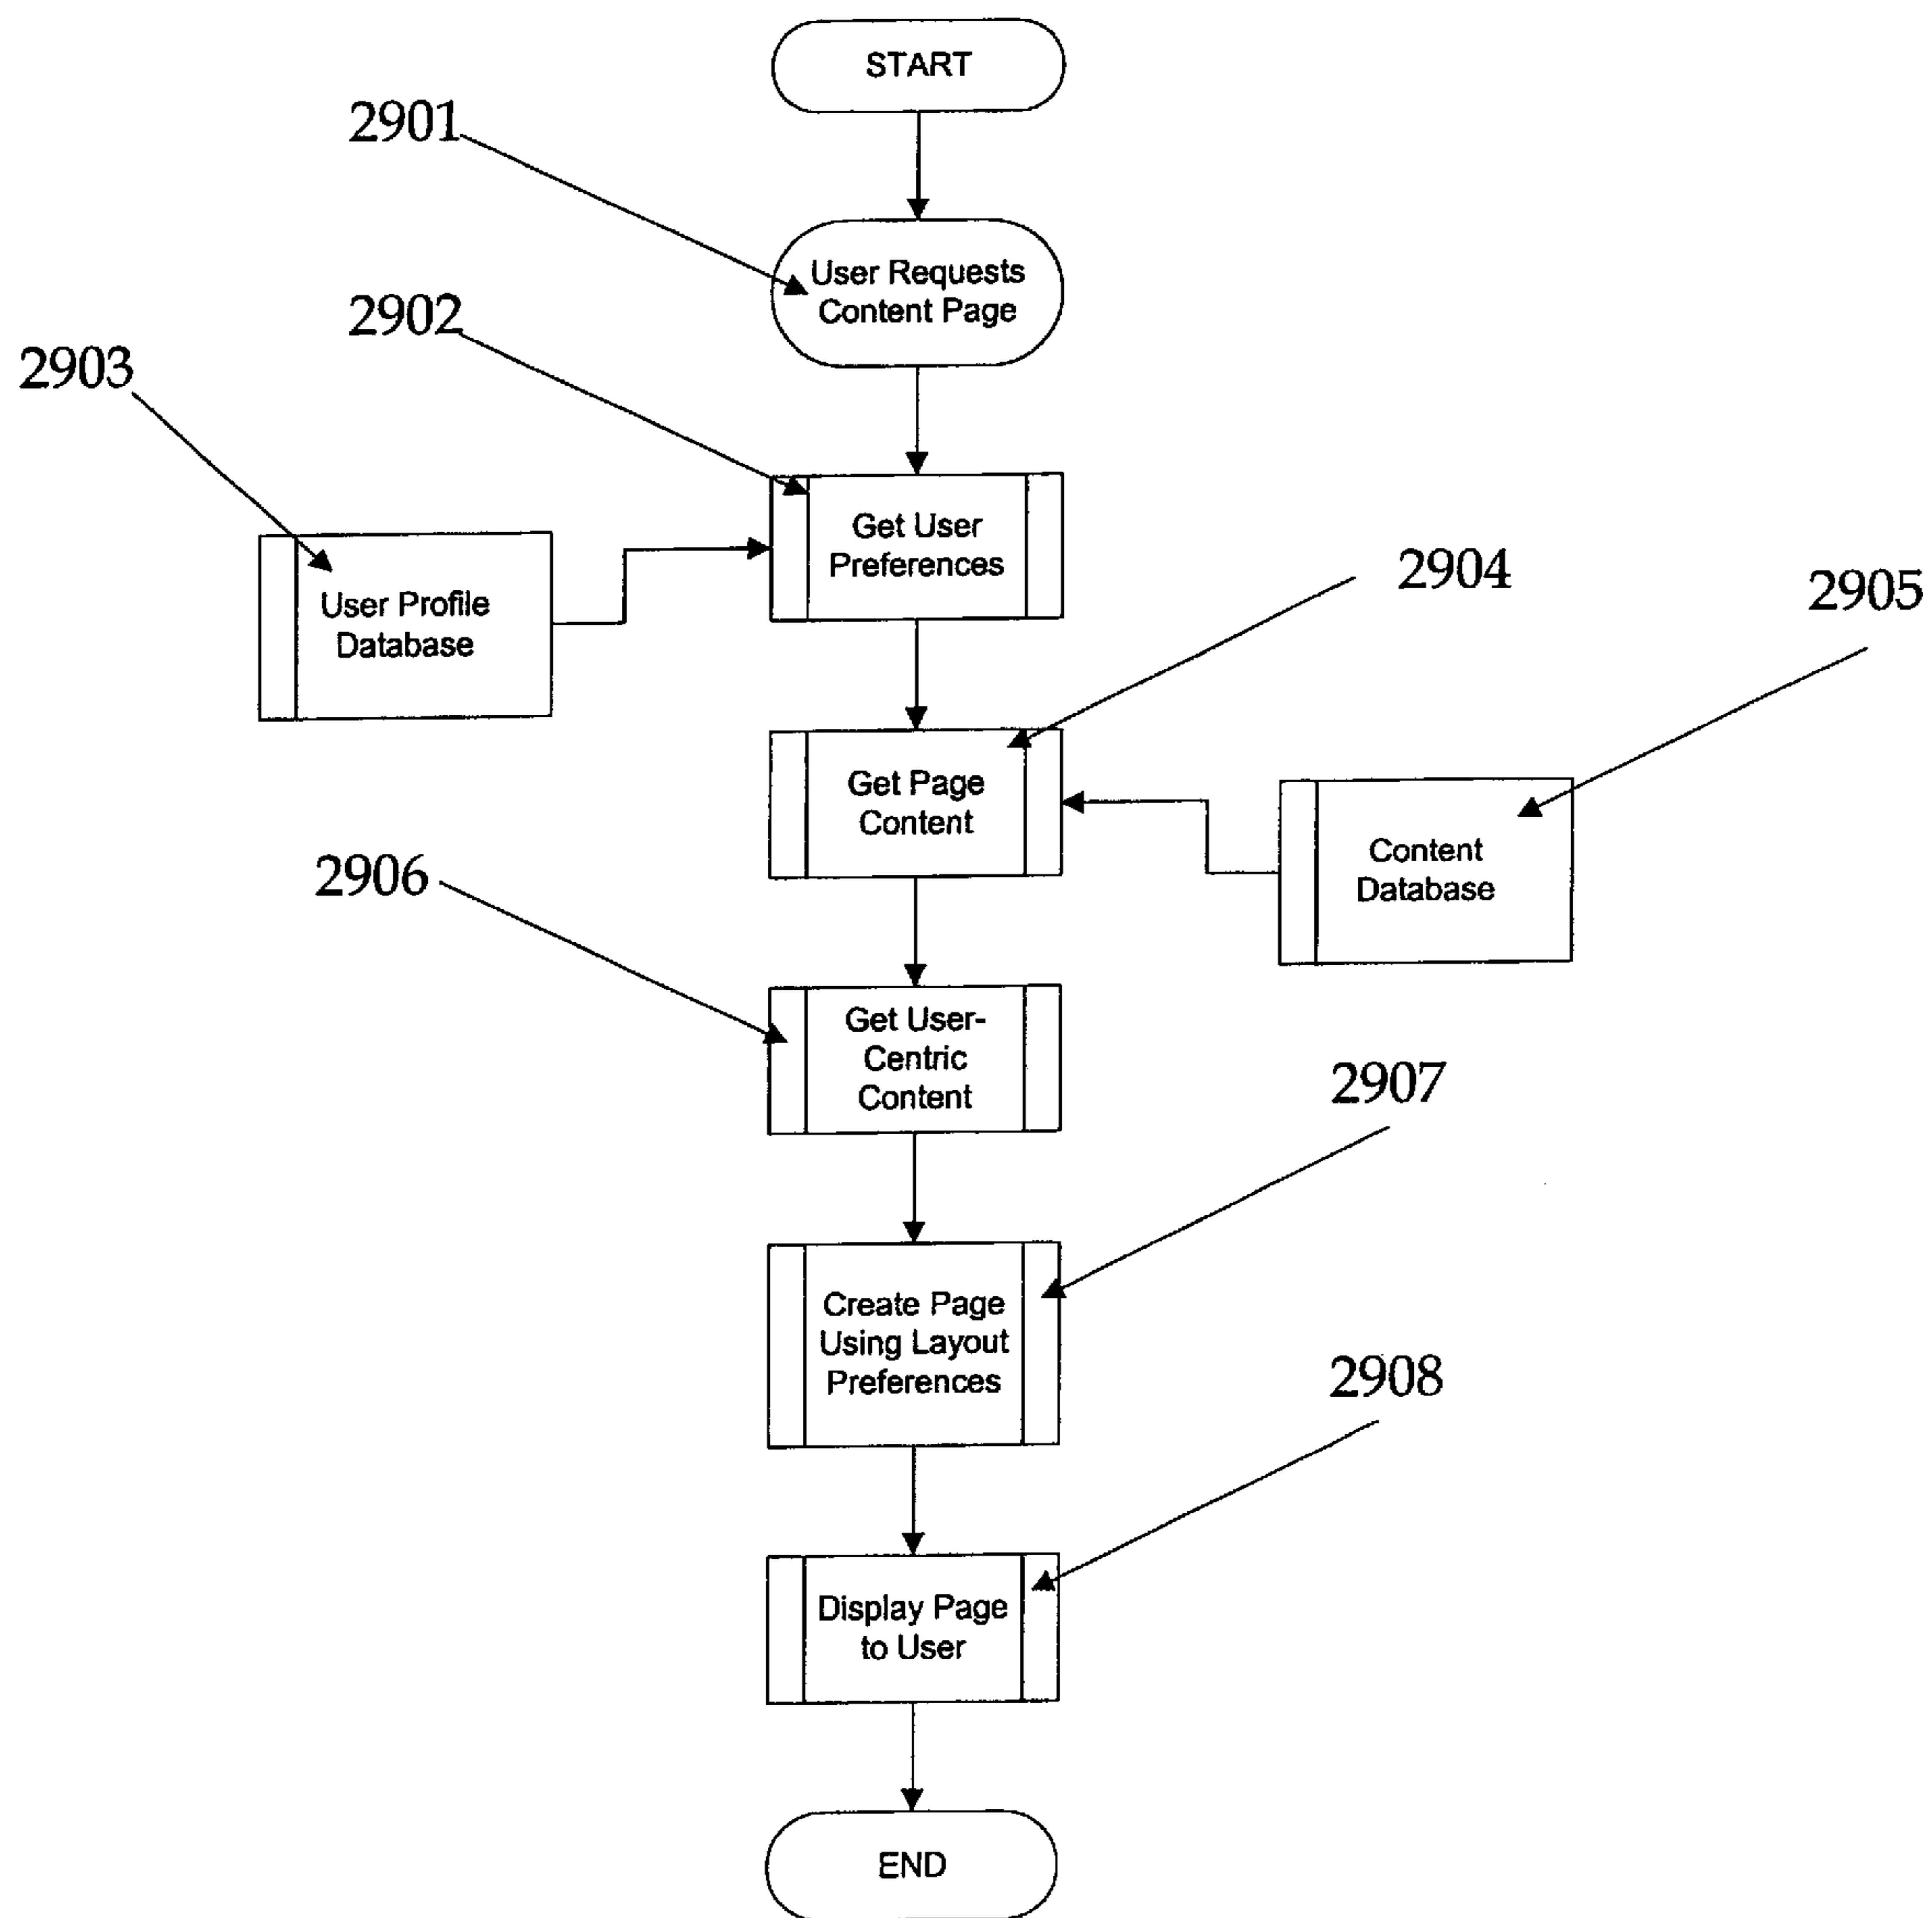 START
2901
User Requests
Content Page
2902
2903
Get User
Preferences
User Profile
Database
2904
2905
Get Page
Content
Content
Database
2906
Get User-
Centric
Content
2907
Create Page
Using Layout
Preferences
2908
Display Page
to User
END